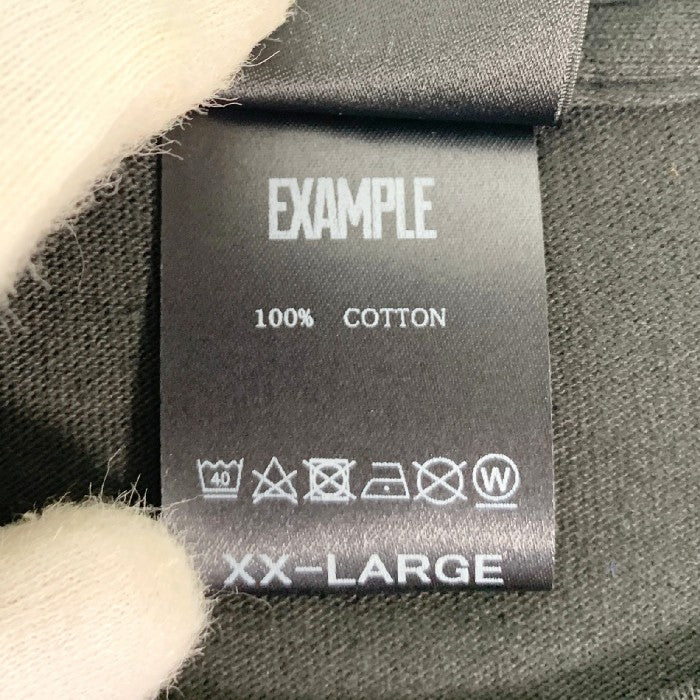 EXAMPLE
100% COTTON
40 W
XX-LARGE